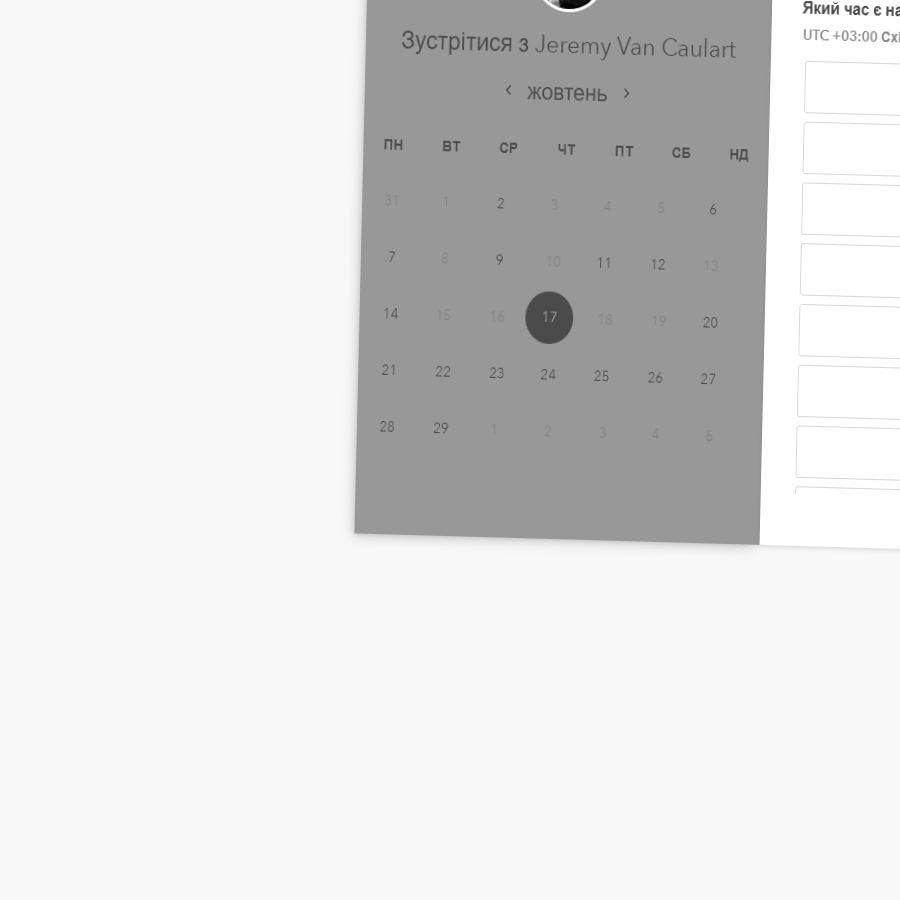 Зустрітися з Jeremy Van Caulart
жовтень
ПН ВТ СР ЧТ ПТ СБ НД
31 1 2 3 4 5 6
7 8 9 10 11 12 13
14 15 16 17 18 19 20
21 22 23 24 25 26 27
28 29 1 2 3 4 5
Який час є на
UTC +03:00 Схі